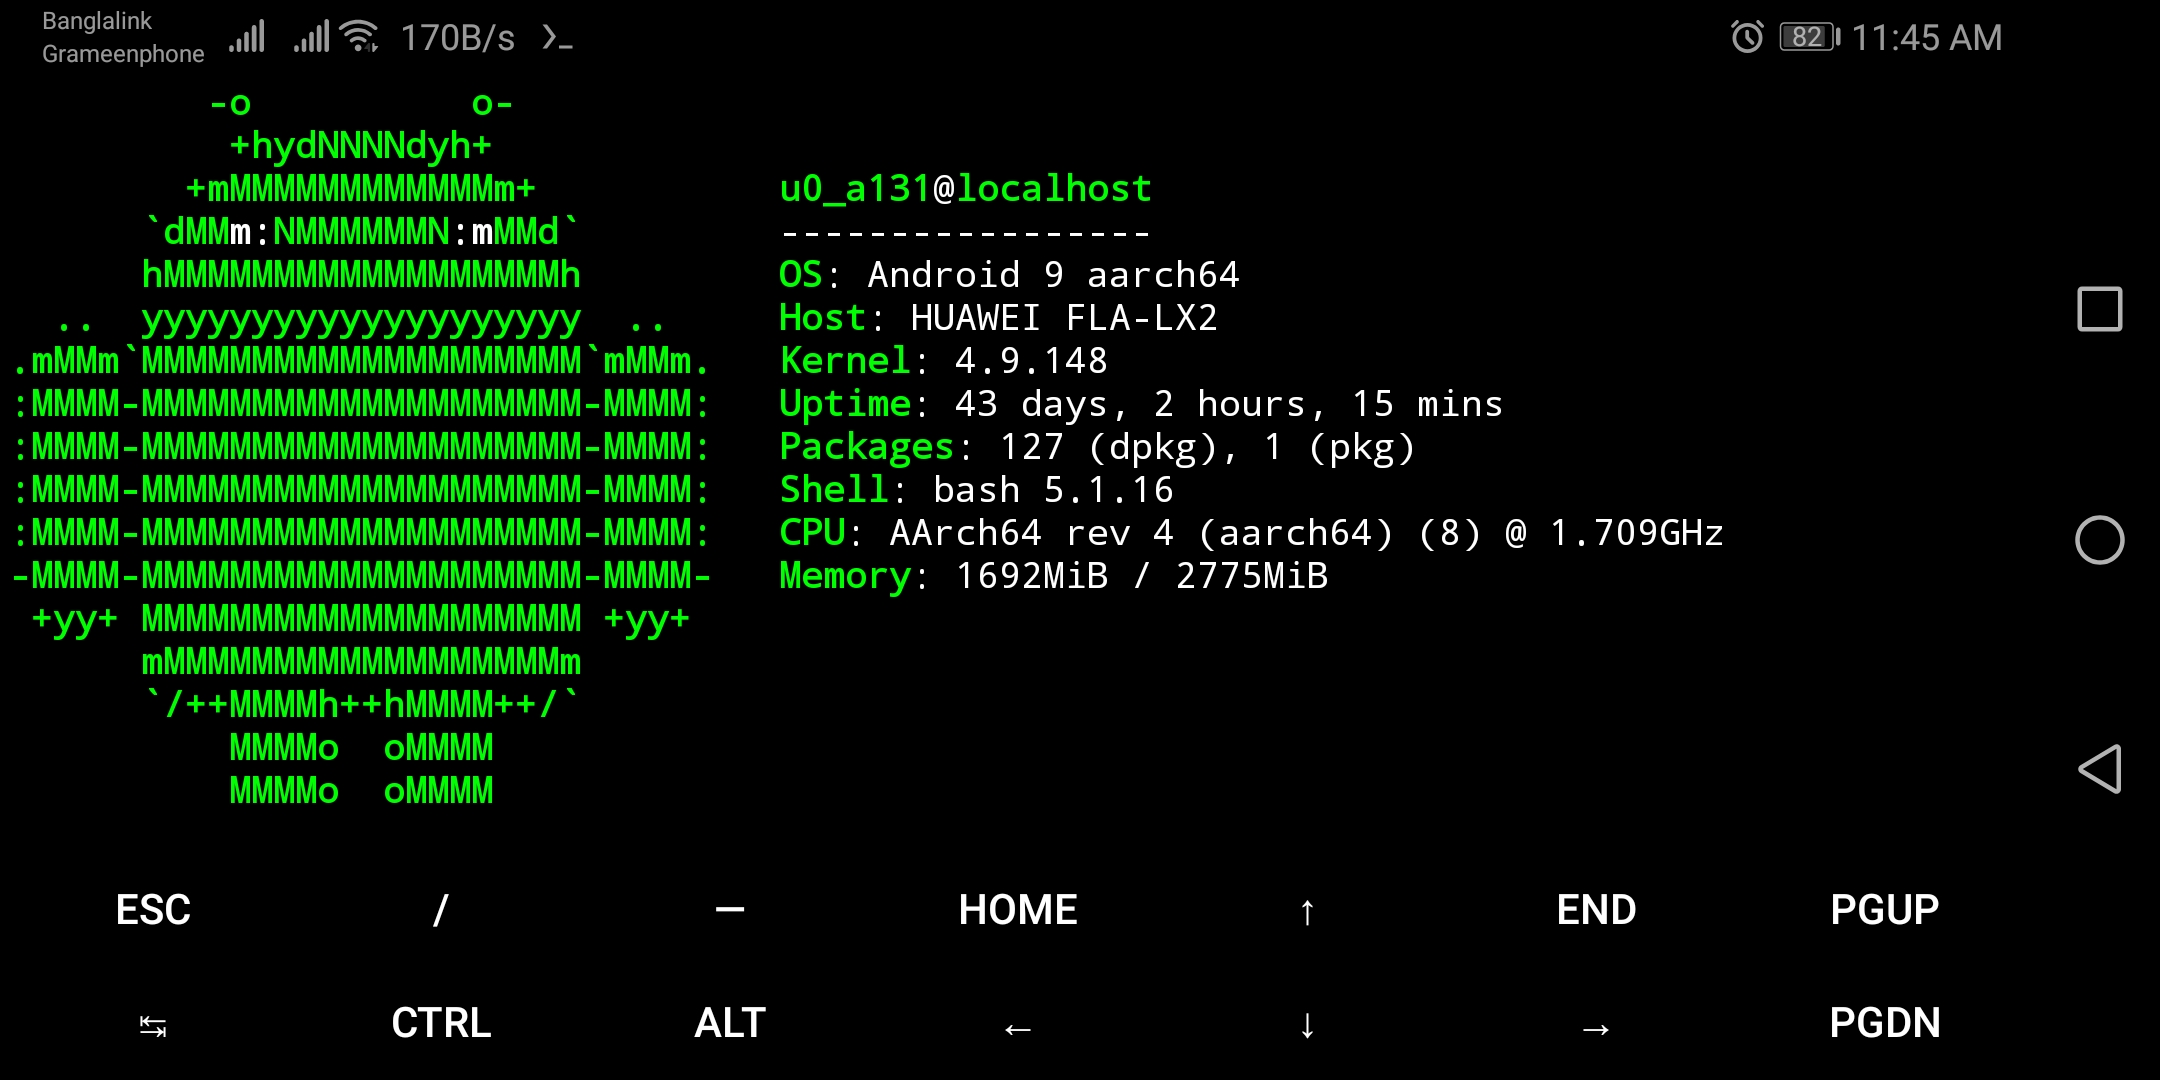 Banglalink
Grameenphone
170B/s >_
82 11:45 AM
-o          o-
+hydNNNNdyh+
+mMMMMMMMMMMMMm+
`dMMm:NMMMMMMN:mMMd`
hMMMMMMMMMMMMMMMMMMh
..  yyyyyyyyyyyyyyyyyyyy  ..
.mMMm`MMMMMMMMMMMMMMMMMMMM`mMMm.
:MMMM-MMMMMMMMMMMMMMMMMMMM-MMMM:
:MMMM-MMMMMMMMMMMMMMMMMMMM-MMMM:
:MMMM-MMMMMMMMMMMMMMMMMMMM-MMMM:
:MMMM-MMMMMMMMMMMMMMMMMMMM-MMMM:
-MMMM-MMMMMMMMMMMMMMMMMMMM-MMMM-
+yy+ MMMMMMMMMMMMMMMMMMMM +yy+
mMMMMMMMMMMMMMMMMMMm
`/++MMMMh++hMMMM++/`
MMMMo  oMMMM
MMMMo  oMMMM
u0_a131@localhost
-----------------
OS: Android 9 aarch64
Host: HUAWEI FLA-LX2
Kernel: 4.9.148
Uptime: 43 days, 2 hours, 15 mins
Packages: 127 (dpkg), 1 (pkg)
Shell: bash 5.1.16
CPU: AArch64 rev 4 (aarch64) (8) @ 1.709GHz
Memory: 1692MiB / 2775MiB
ESC / — HOME ↑ END PGUP
↹ CTRL ALT ← ↓ → PGDN